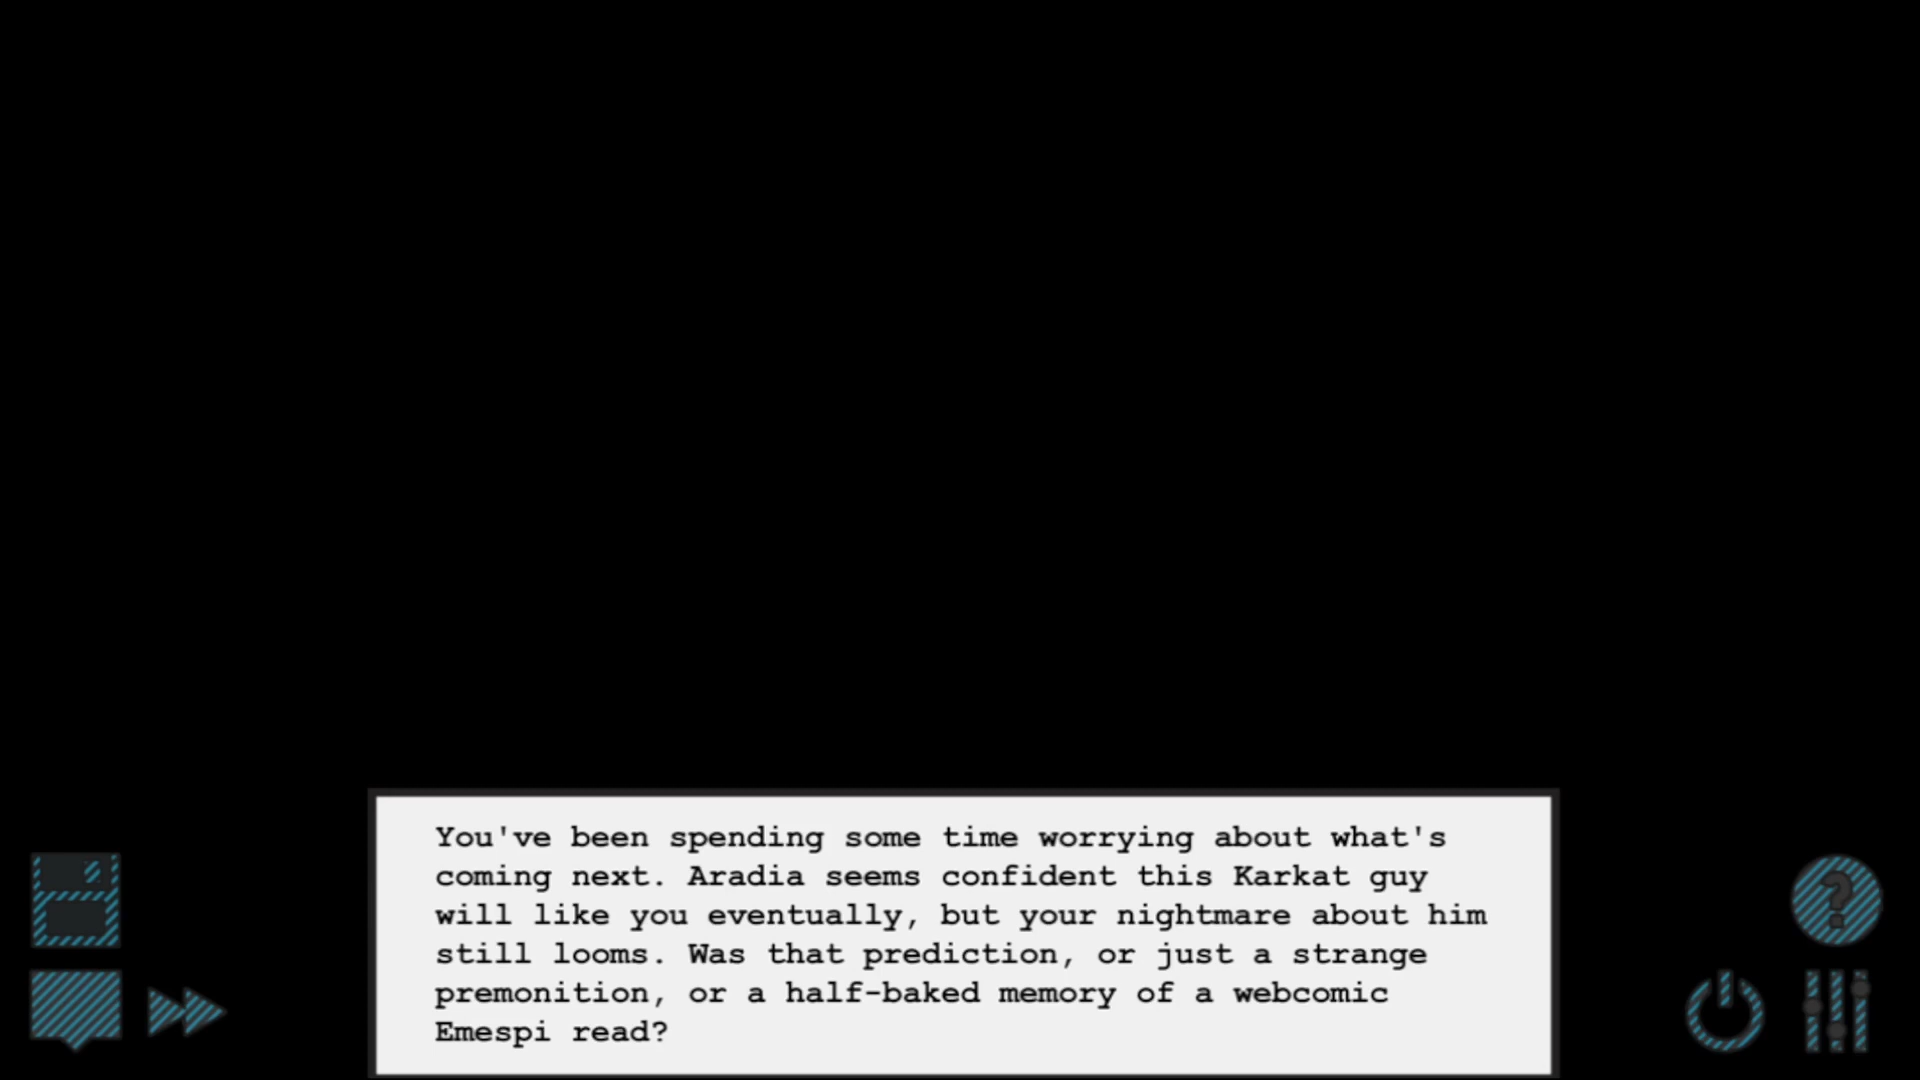 You've been spending some time worrying about what's
coming next. Aradia seems confident this Karkat guy
will like you eventually, but your nightmare about him
still looms. Was that prediction, or just a strange
premonition, or a half-baked memory of a webcomic
Emespi read?
?